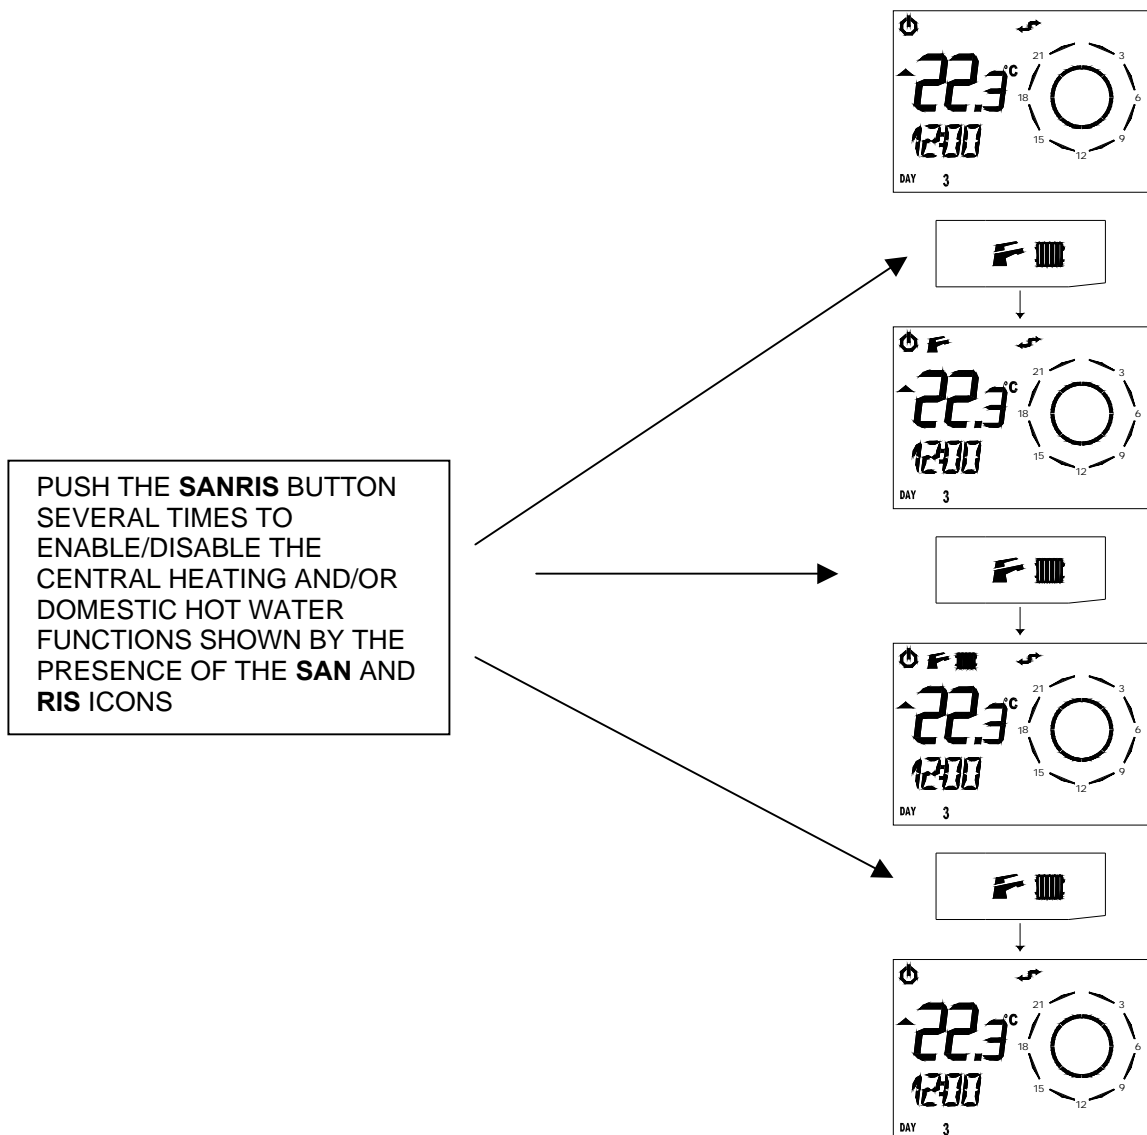 °C
22.3
12:00
DAY 3
21 3
18 6
15 9
12
21 3
°C
22.3
18 6
12:00
15 9
12
DAY 3
PUSH THE SANRIS BUTTON
SEVERAL TIMES TO
ENABLE/DISABLE THE
CENTRAL HEATING AND/OR
DOMESTIC HOT WATER
FUNCTIONS SHOWN BY THE
PRESENCE OF THE SAN AND
RIS ICONS
21 3
°C
22.3
18 6
12:00
15 9
12
DAY 3
21 3
°C
22.3
18 6
12:00
15 9
12
DAY 3